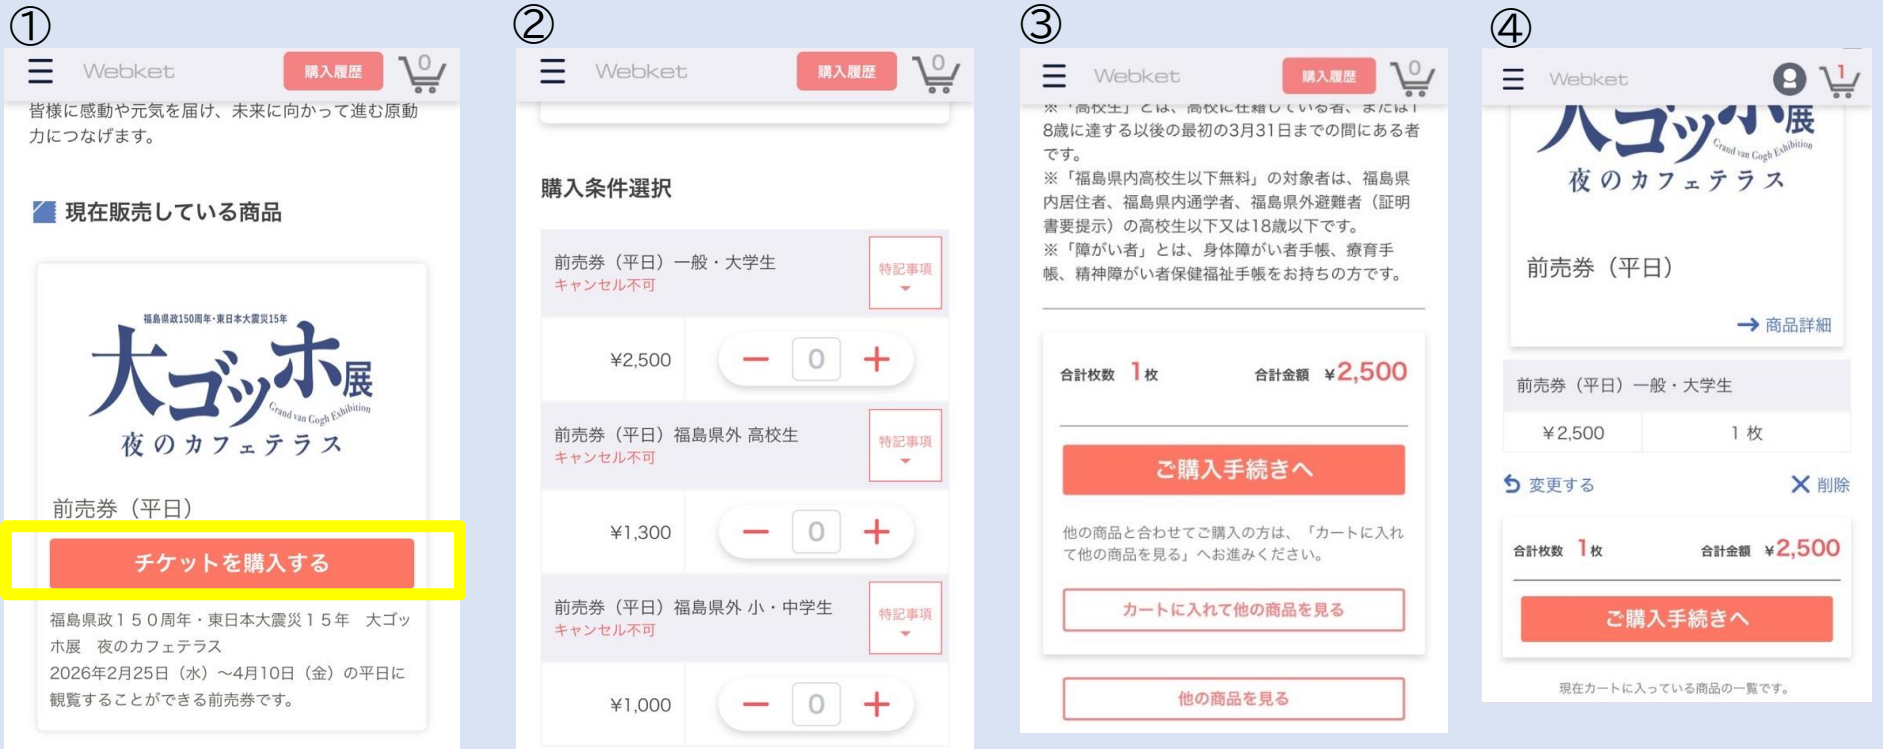 ①
Webket
購入履歴
0
皆様に感動や元気を届け、未来に向かって進む原動
力につなげます。
現在販売している商品
福島県政150周年・東日本大震災15年
大ゴッホ展
Grand van Gogh Exhibition
夜のカフェテラス
前売券（平日）
チケットを購入する
福島県政１５０周年・東日本大震災１５年　大ゴッ
ホ展　夜のカフェテラス
2026年2月25日（水）～4月10日（金）の平日に
観覧することができる前売券です。
②
Webket
購入履歴
0
購入条件選択
前売券（平日）一般・大学生
キャンセル不可
特記事項
¥2,500
0
前売券（平日）福島県外 高校生
キャンセル不可
特記事項
¥1,300
0
前売券（平日）福島県外 小・中学生
キャンセル不可
特記事項
¥1,000
0
③
Webket
購入履歴
0
※「高校生」とは、高校に在籍している者、または1
8歳に達する以後の最初の3月31日までの間にある者
です。
※「福島県内高校生以下無料」の対象者は、福島県
内居住者、福島県内通学者、福島県外避難者（証明
書要提示）の高校生以下又は18歳以下です。
※「障がい者」とは、身体障がい者手帳、療育手
帳、精神障がい者保健福祉手帳をお持ちの方です。
合計枚数 1枚 合計金額 ¥2,500
ご購入手続きへ
他の商品と合わせてご購入の方は、「カートに入れ
て他の商品を見る」へお進みください。
カートに入れて他の商品を見る
他の商品を見る
④
Webket
1
大ゴッホ展
Grand van Gogh Exhibition
夜のカフェテラス
前売券（平日）
商品詳細
前売券（平日）一般・大学生
¥2,500 1 枚
変更する 削除
合計枚数 1枚 合計金額 ¥2,500
ご購入手続きへ
現在カートに入っている商品の一覧です。